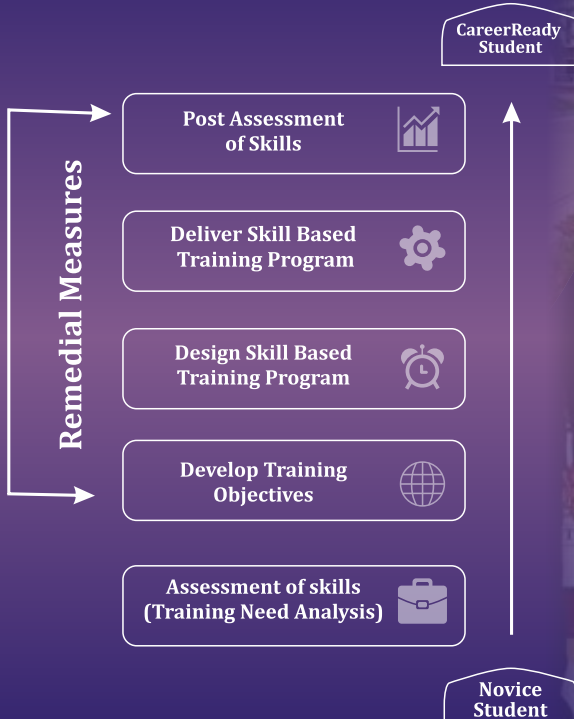 CareerReady
Student
Post Assessment
of Skills
Deliver Skill Based
Training Program
Remedial Measures
Design Skill Based
Training Program
Develop Training
Objectives
Assessment of skills
(Training Need Analysis)
Novice
Student